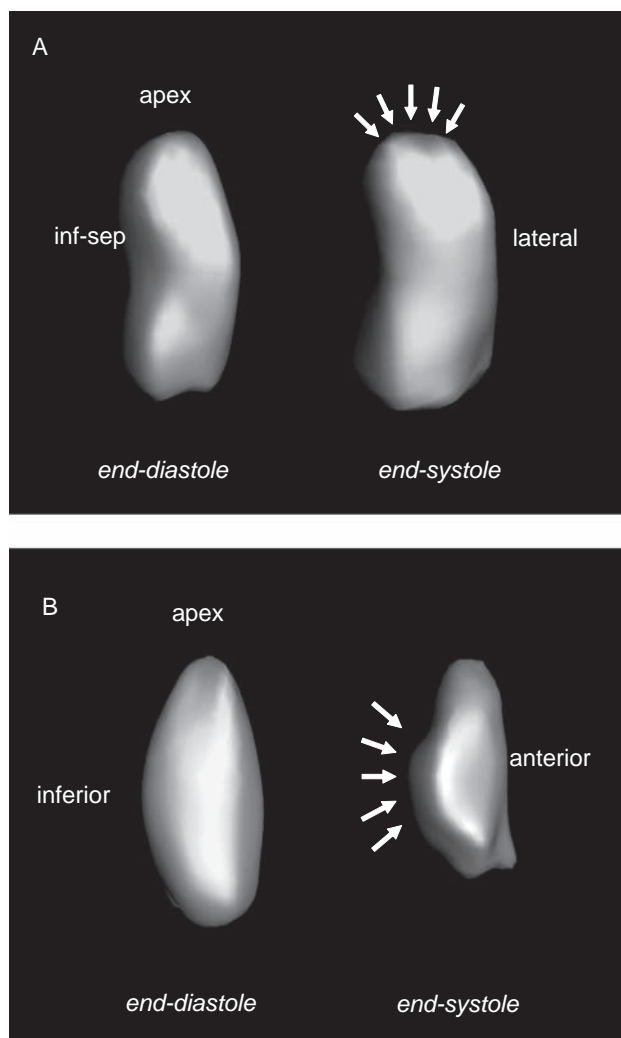 A
apex
inf-sep
lateral
end-diastole
end-systole
B
apex
inferior
anterior
end-diastole
end-systole